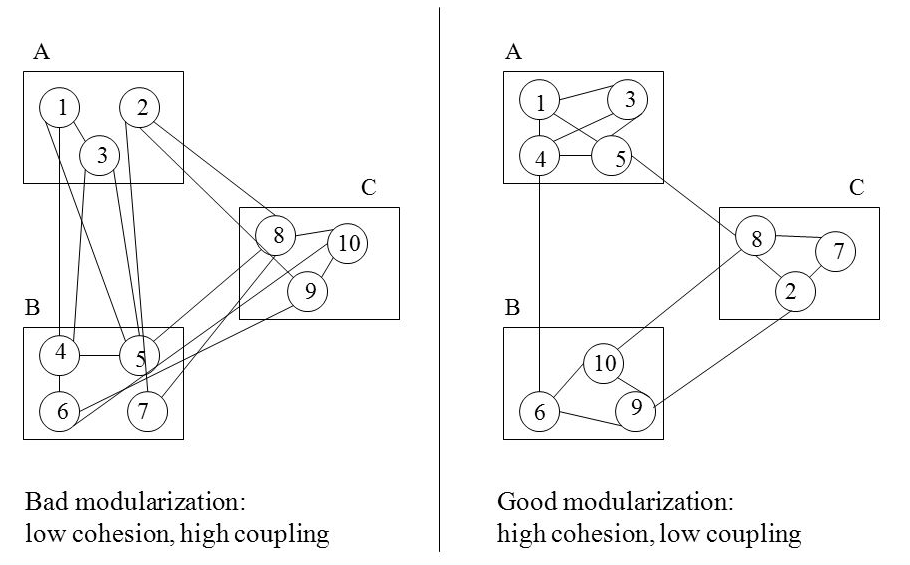 A
1
2
3
C
8
10
9
B
4
5
6
7
Bad modularization:
low cohesion, high coupling
A
1
3
4
5
C
8
7
2
B
10
6
9
Good modularization:
high cohesion, low coupling